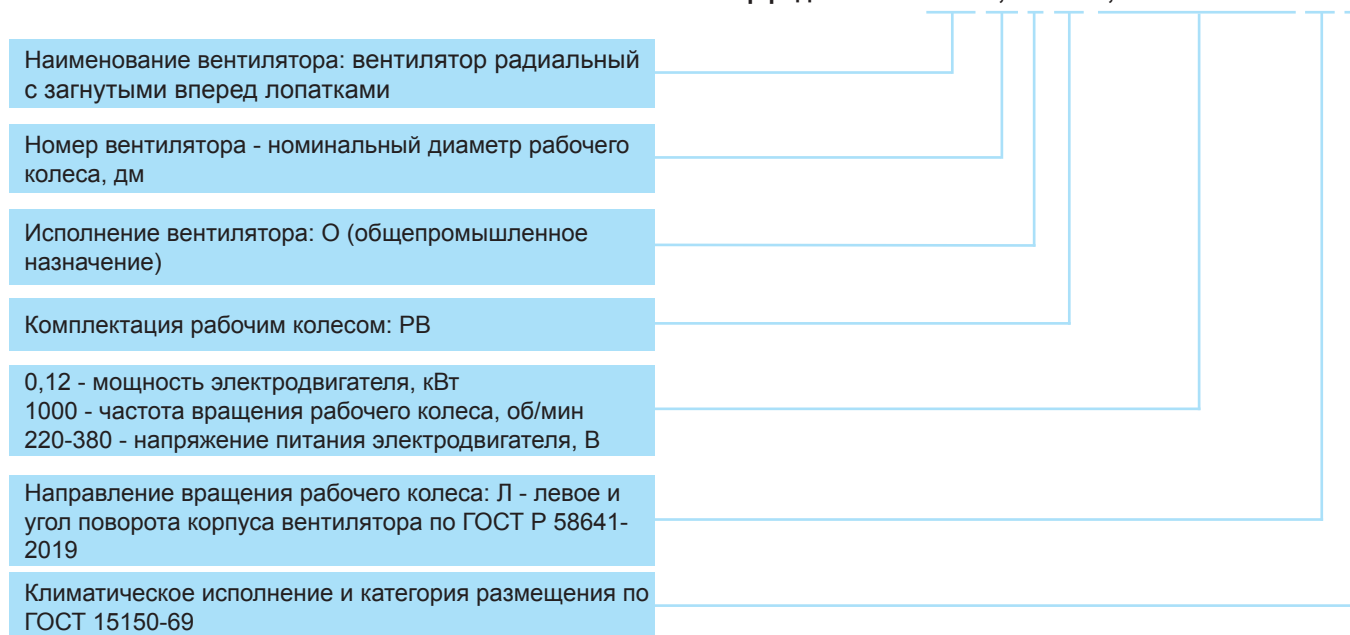 Наименование вентилятора: вентилятор радиальный
с загнутыми вперед лопатками
Номер вентилятора - номинальный диаметр рабочего
колеса, дм
Исполнение вентилятора: О (общепромышленное
назначение)
Комплектация рабочим колесом: РВ
0,12 - мощность электродвигателя, кВт
1000 - частота вращения рабочего колеса, об/мин
220-380 - напряжение питания электродвигателя, В
Направление вращения рабочего колеса: Л - левое и
угол поворота корпуса вентилятора по ГОСТ Р 58641-
2019
Климатическое исполнение и категория размещения по
ГОСТ 15150-69